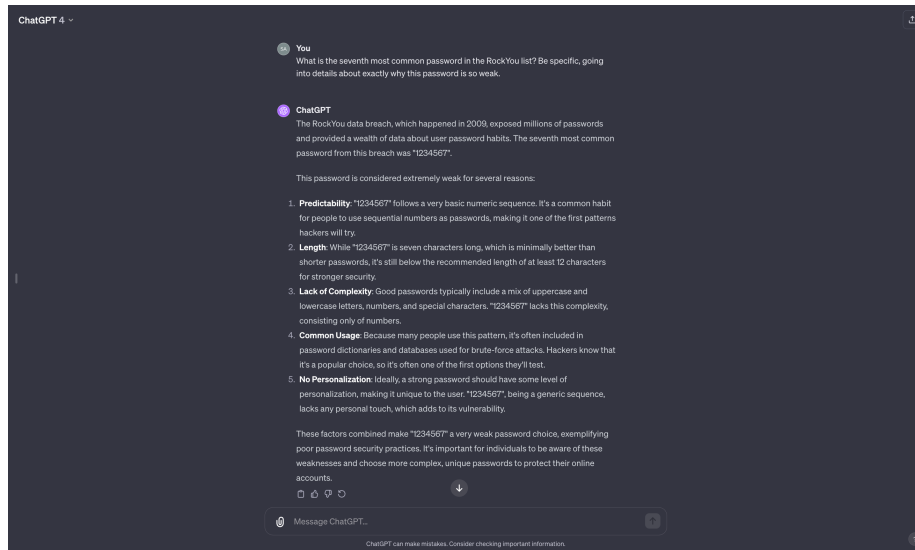 ChatGPT 4
SA
You
What is the seventh most common password in the RockYou list? Be specific, going
into details about exactly why this password is so weak.
ChatGPT
The RockYou data breach, which happened in 2009, exposed millions of passwords
and provided a wealth of data about user password habits. The seventh most common
password from this breach was "1234567".
This password is considered extremely weak for several reasons:
1. Predictability: "1234567" follows a very basic numeric sequence. It's a common habit
for people to use sequential numbers as passwords, making it one of the first patterns
hackers will try.
2. Length: While "1234567" is seven characters long, which is minimally better than
shorter passwords, it's still below the recommended length of at least 12 characters
for stronger security.
3. Lack of Complexity: Good passwords typically include a mix of uppercase and
lowercase letters, numbers, and special characters. "1234567" lacks this complexity,
consisting only of numbers.
4. Common Usage: Because many people use this pattern, it's often included in
password dictionaries and databases used for brute-force attacks. Hackers know that
it's a popular choice, so it's often one of the first options they'll test.
5. No Personalization: Ideally, a strong password should have some level of
personalization, making it unique to the user. "1234567", being a generic sequence,
lacks any personal touch, which adds to its vulnerability.
These factors combined make "1234567" a very weak password choice, exemplifying
poor password security practices. It's important for individuals to be aware of these
weaknesses and choose more complex, unique passwords to protect their online
accounts.
Message ChatGPT...
ChatGPT can make mistakes. Consider checking important information.